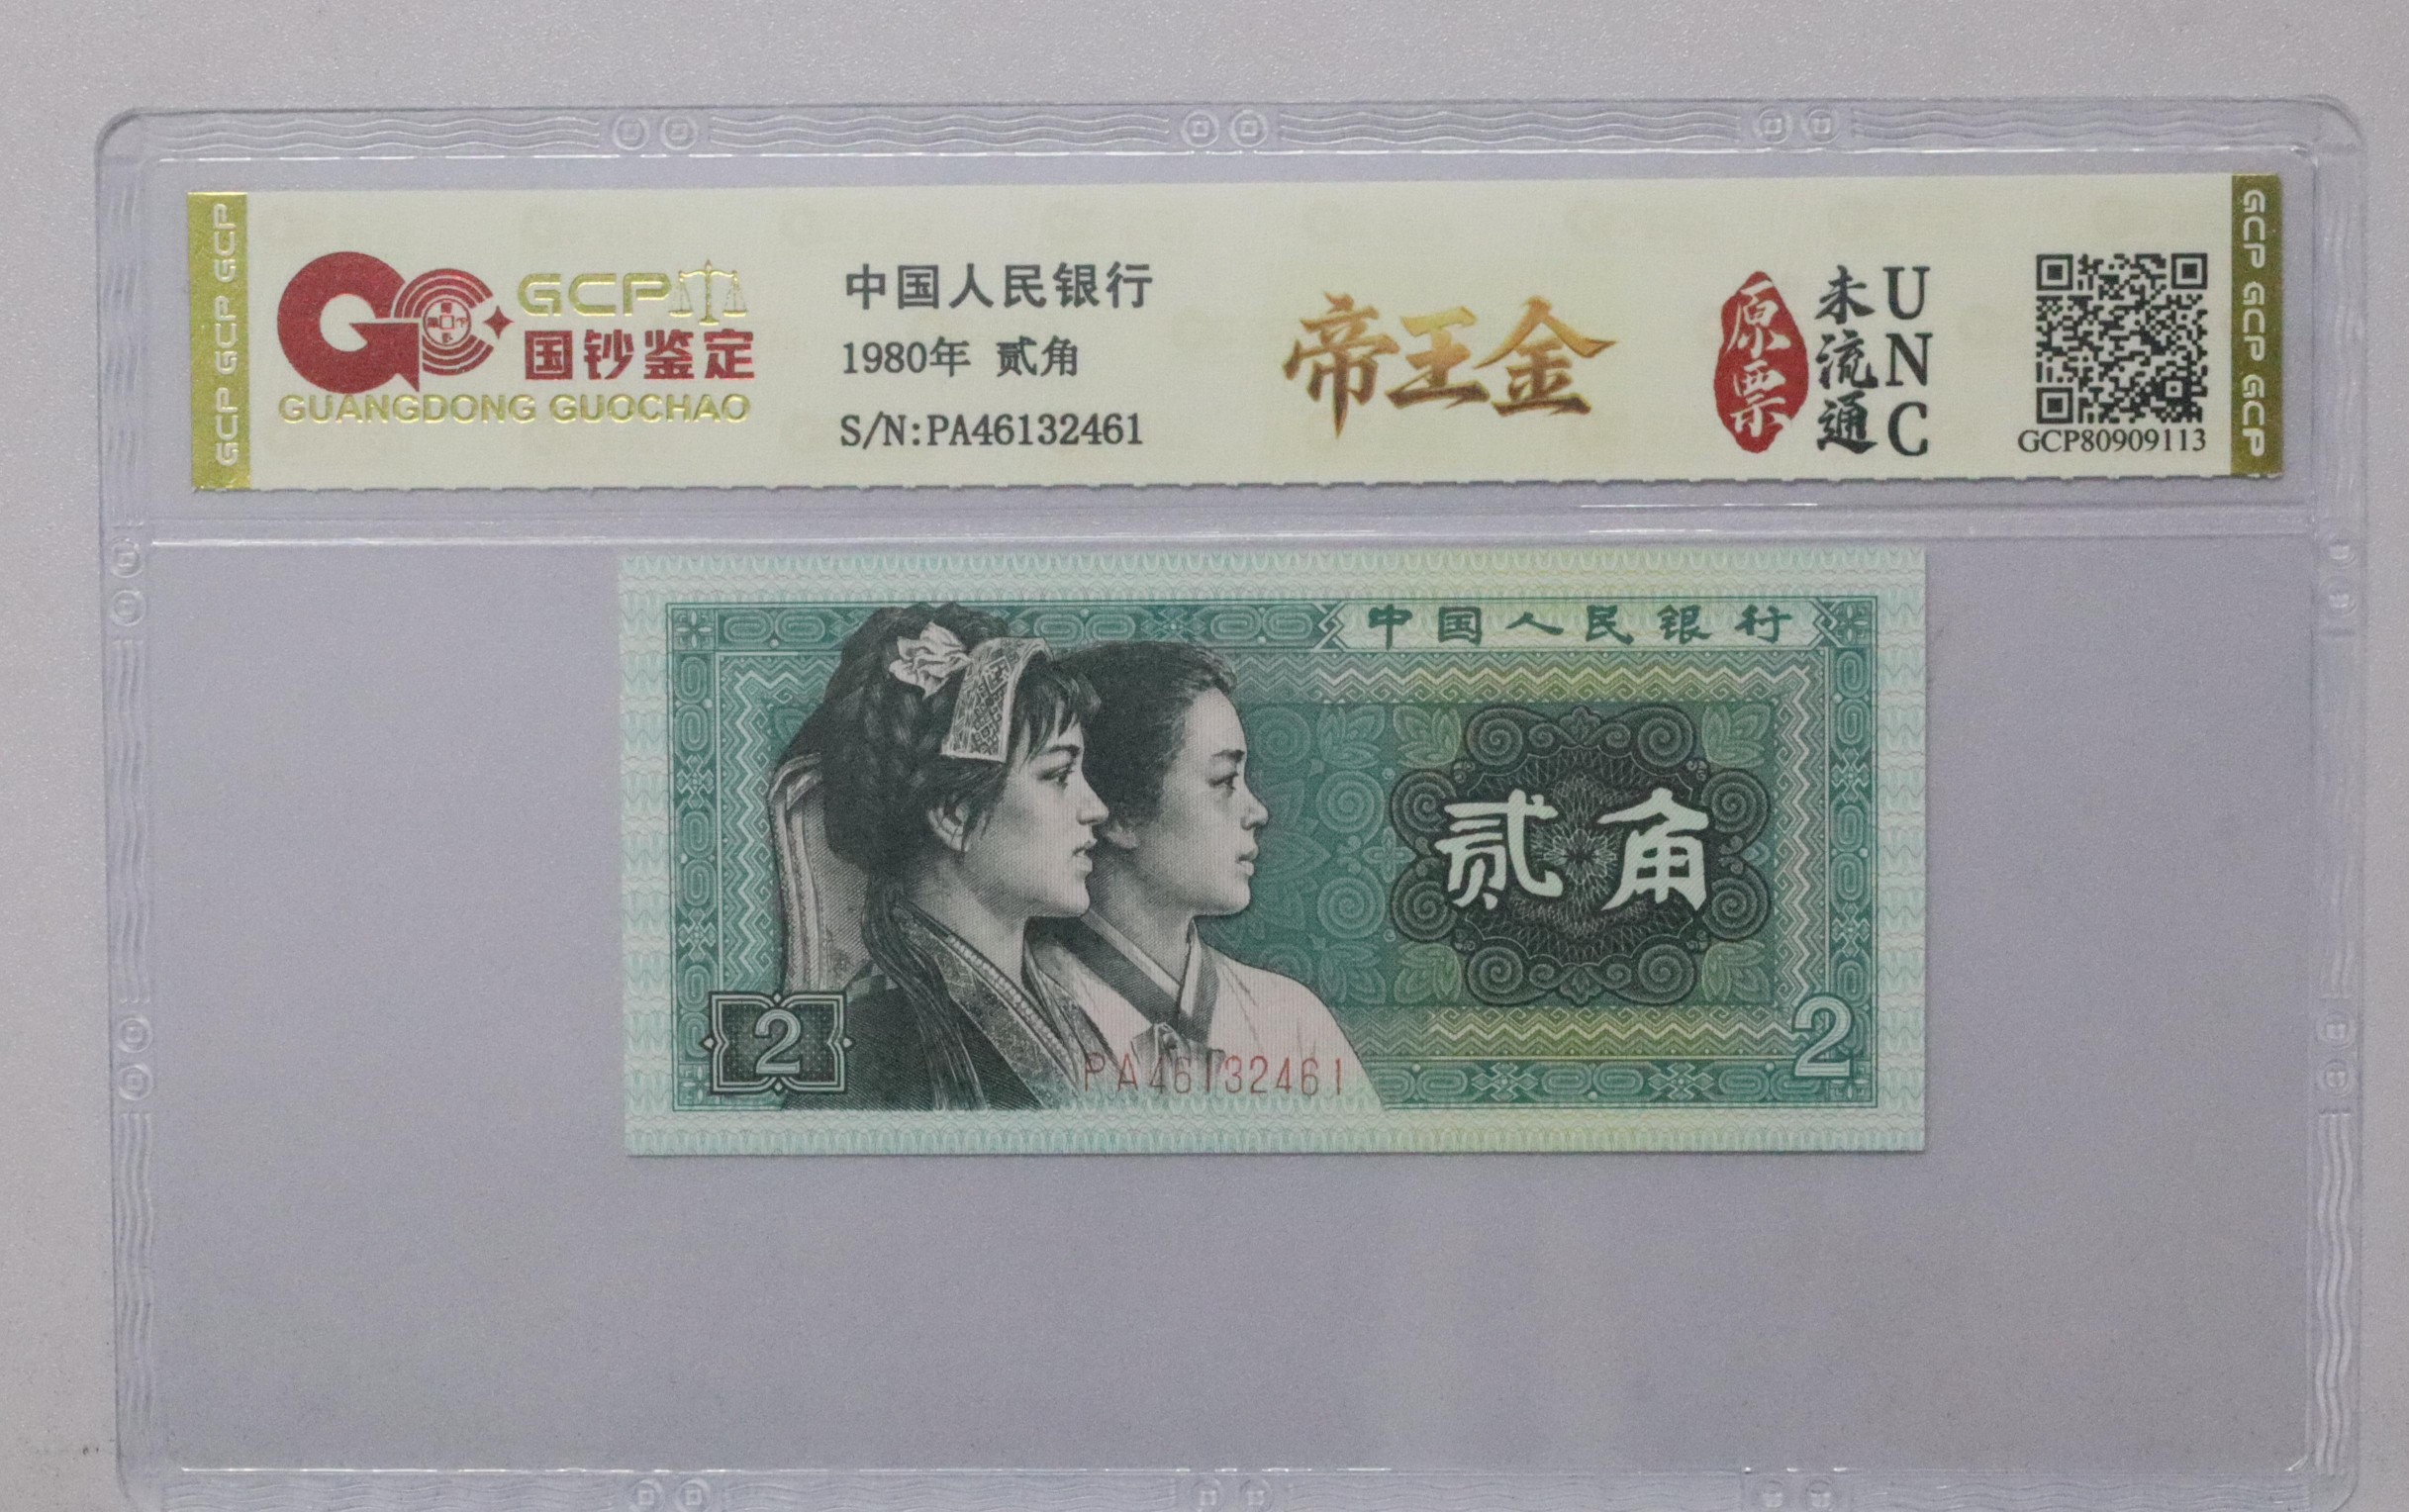 GCP GCP GCP
GCP
国钞鉴定
GUANGDONG GUOCHAO
中国人民银行
1980年 贰角
S/N:PA46132461
帝王金
原票
未流通
UNC
GCP80909113
GCP GCP GCP
中国人民银行
贰角
2
PA46132461
2